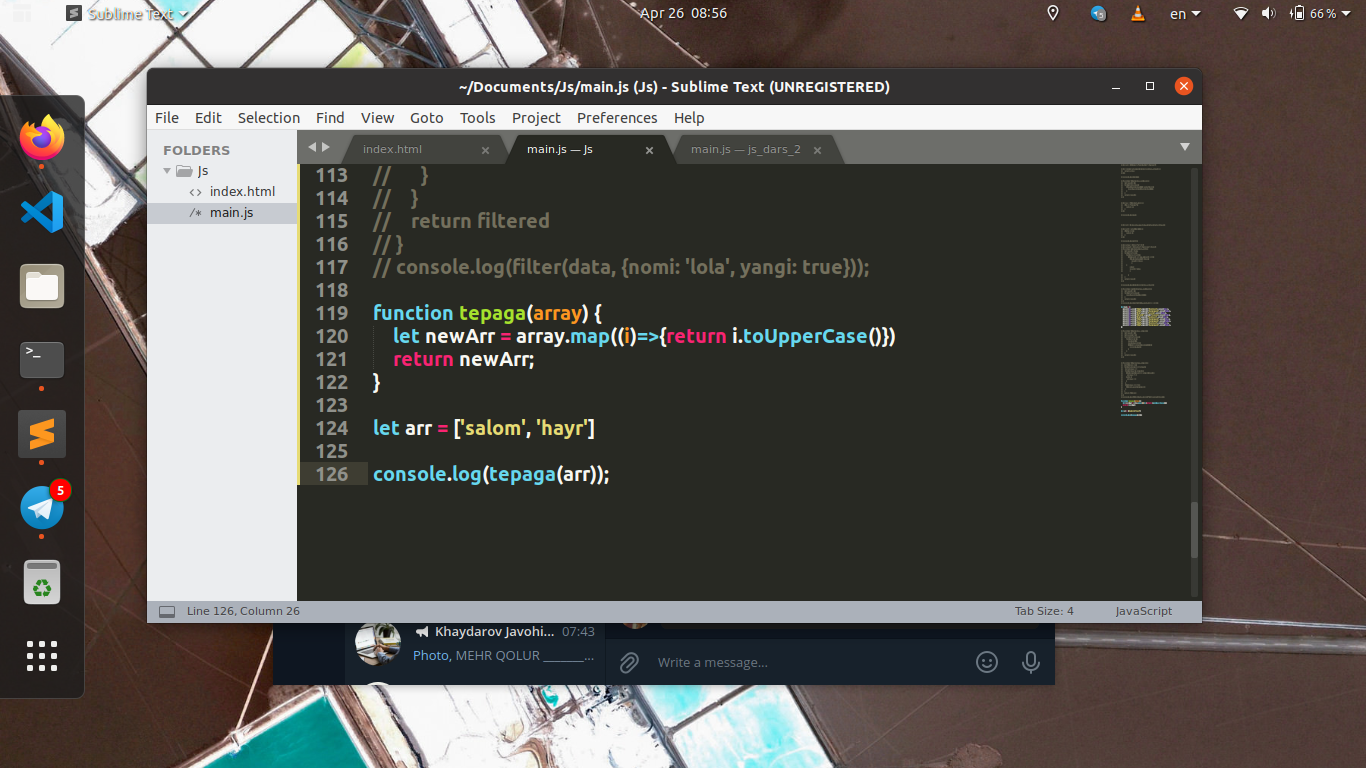 Sublime Text
Apr 26 08:56
en
66 %
~/Documents/Js/main.js (Js) - Sublime Text (UNREGISTERED)
File Edit Selection Find View Goto Tools Project Preferences Help
FOLDERS
Js
<> index.html
/* main.js
index.html
main.js — Js
main.js — js_dars_2
113 // }
114 // }
115 // return filtered
116 // }
117 // console.log(filter(data, {nomi: 'lola', yangi: true}));
118
119 function tepaga(array) {
120 let newArr = array.map((i)=>{return i.toUpperCase()})
121 return newArr;
122 }
123
124 let arr = ['salom', 'hayr']
125
126 console.log(tepaga(arr));
Line 126, Column 26
Tab Size: 4
JavaScript
>_
5
Khaydarov Javohi... 07:43
Photo, MEHR QOLUR _______...
Write a message...